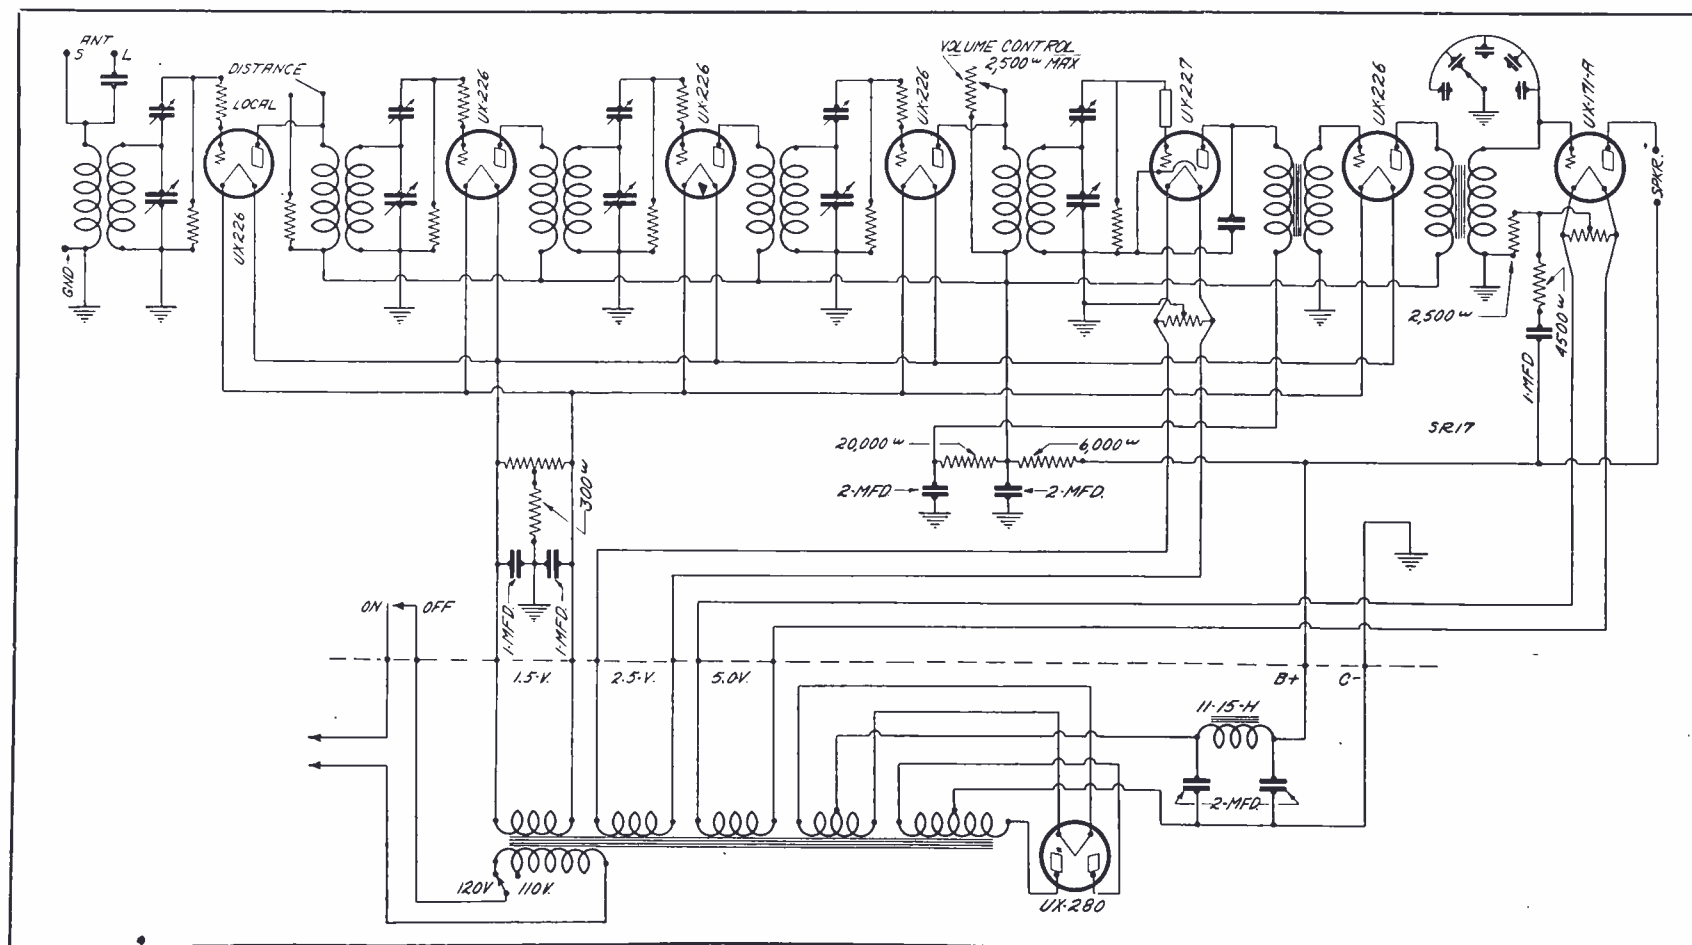 ANT
S L
DISTANCE
LOCAL
GND
UX226
UX-226
UX-226
UX-226
VOLUME CONTROL
2,500 ω MAX
UY-227
UX-226
UX-171-A
SPKR.
2,500 ω
4500 ω
1-MFD
SR17
20,000 ω
6,000 ω
2-MFD.
2-MFD.
300 ω
1-MFD.
1-MFD.
ON OFF
1.5-V.
2.5-V.
5.0V.
B+
C-
11-15-H
2-MFD.
120V.
110V.
UX-280